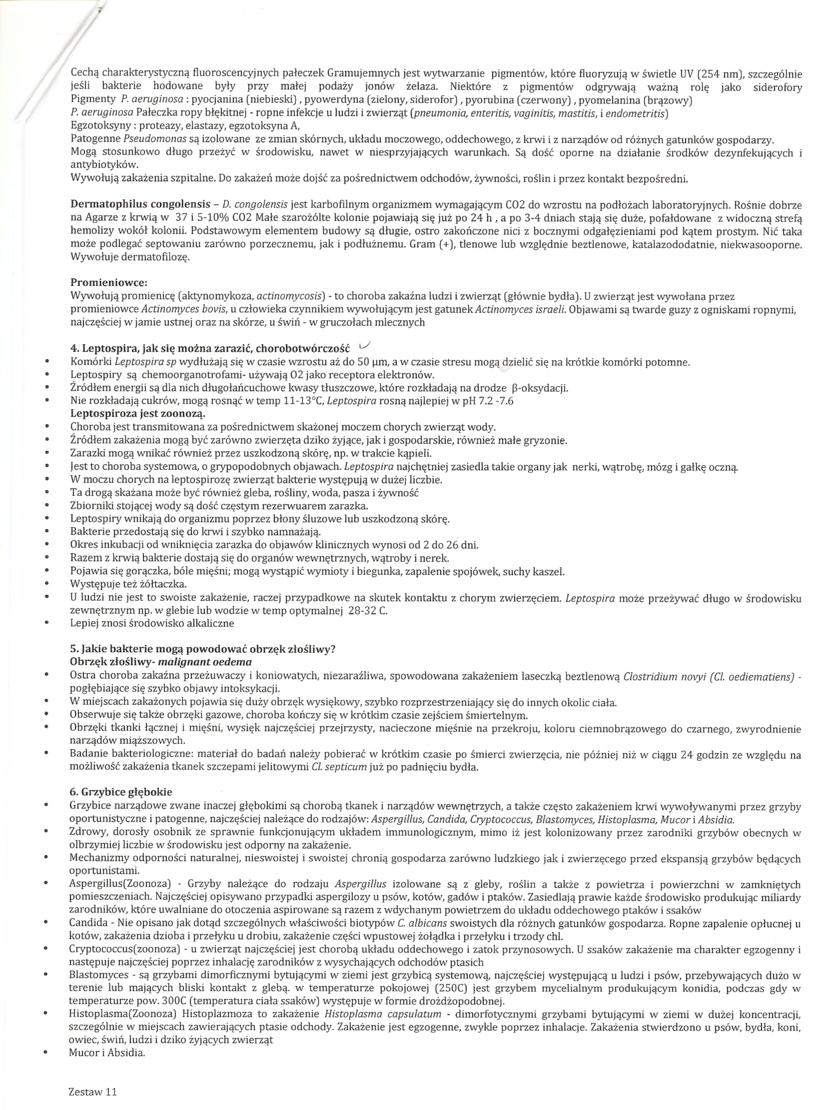 Cechą charakterystyczną fluoroscencyjnych pałeczek Gramujemnych jest wytwarzanie pigmentów, które fluoryzują w świetle UV (254 nm), szczególnie
jeśli bakterie hodowane były przy małej podaży jonów żelaza. Niektóre z pigmentów odgrywają ważną rolę jako siderofory
Pigmenty P. aeruginosa : pyocjanina (niebieski) , pyowerdyna (zielony, siderofor) , pyorubina (czerwony) , pyomelanina (brązowy)
P. aeruginosa Pałeczka ropy błękitnej - ropne infekcje u ludzi i zwierząt (pneumonia, enteritis, vaginitis, mastitis, i endometritis)
Egzotoksyny : proteazy, elastazy, egzotoksyna A,
Patogenne Pseudomonas są izolowane ze zmian skórnych, układu moczowego, oddechowego, z krwi i z narządów od różnych gatunków gospodarzy.
Mogą stosunkowo długo przeżyć w środowisku, nawet w niesprzyjających warunkach. Są dość oporne na działanie środków dezynfekujących i
antybiotyków.
Wywołują zakażenia szpitalne. Do zakażeń może dojść za pośrednictwem odchodów, żywności, roślin i przez kontakt bezpośredni.
Dermatophilus congolensis – D. congolensis jest karbofilnym organizmem wymagającym CO2 do wzrostu na podłożach laboratoryjnych. Rośnie dobrze
na Agarze z krwią w 37 i 5-10% CO2 Małe szarożólte kolonie pojawiają się już po 24 h , a po 3-4 dniach stają się duże, pofałdowane z widoczną strefą
hemolizy wokół kolonii. Podstawowym elementem budowy są długie, ostro zakończone nici z bocznymi odgałęzieniami pod kątem prostym. Nić taka
może podlegać septowaniu zarówno porzecznemu, jak i podłużnemu. Gram (+), tlenowe lub względnie beztlenowe, katalazododatnie, niekwasooporne.
Wywołuje dermatofilozę.
Promieniowce:
Wywołują promienicę (aktynomykoza, actinomycosis) - to choroba zakaźna ludzi i zwierząt (głównie bydła). U zwierząt jest wywołana przez
promieniowce Actinomyces bovis, u człowieka czynnikiem wywołującym jest gatunek Actinomyces israeli. Objawami są twarde guzy z ogniskami ropnymi,
najczęściej w jamie ustnej oraz na skórze, u świń - w gruczołach mlecznych
4. Leptospira, jak się można zarazić, chorobotwórczość
• Komórki Leptospira sp wydłużają się w czasie wzrostu aż do 50 µm, a w czasie stresu mogą dzielić się na krótkie komórki potomne.
• Leptospiry są chemoorganotrofami- używają O2 jako receptora elektronów.
• Źródłem energii są dla nich długołańcuchowe kwasy tłuszczowe, które rozkładają na drodze β-oksydacji.
• Nie rozkładają cukrów, mogą rosnąć w temp 11-13°C, Leptospira rosną najlepiej w pH 7.2 -7.6
Leptospiroza jest zoonozą.
• Choroba jest transmitowana za pośrednictwem skażonej moczem chorych zwierząt wody.
• Źródłem zakażenia mogą być zarówno zwierzęta dziko żyjące, jak i gospodarskie, również małe gryzonie.
• Zarazki mogą wnikać również przez uszkodzoną skórę, np. w trakcie kąpieli.
• Jest to choroba systemowa, o grypopodobnych objawach. Leptospira najchętniej zasiedla takie organy jak nerki, wątrobę, mózg i gałkę oczną.
• W moczu chorych na leptospirozę zwierząt bakterie występują w dużej liczbie.
• Ta drogą skażana może być również gleba, rośliny, woda, pasza i żywność
• Zbiorniki stojącej wody są dość częstym rezerwuarem zarazka.
• Leptospiry wnikają do organizmu poprzez błony śluzowe lub uszkodzoną skórę.
• Bakterie przedostają się do krwi i szybko namnażają.
• Okres inkubacji od wniknięcia zarazka do objawów klinicznych wynosi od 2 do 26 dni.
• Razem z krwią bakterie dostają się do organów wewnętrznych, wątroby i nerek.
• Pojawia się gorączka, bóle mięśni; mogą wystąpić wymioty i biegunka, zapalenie spojówek, suchy kaszel.
• Występuje też żółtaczka.
• U ludzi nie jest to swoiste zakażenie, raczej przypadkowe na skutek kontaktu z chorym zwierzęciem. Leptospira może przeżywać długo w środowisku
zewnętrznym np. w glebie lub wodzie w temp optymalnej 28-32 C.
• Lepiej znosi środowisko alkaliczne
5. Jakie bakterie mogą powodować obrzęk złośliwy?
Obrzęk złośliwy- malignant oedema
• Ostra choroba zakaźna przeżuwaczy i koniowatych, niezaraźliwa, spowodowana zakażeniem laseczką beztlenową Clostridium novyi (Cl. oediematiens) -
pogłębiające się szybko objawy intoksykacji.
• W miejscach zakażonych pojawia się duży obrzęk wysiękowy, szybko rozprzestrzeniający się do innych okolic ciała.
• Obserwuje się także obrzęki gazowe, choroba kończy się w krótkim czasie zejściem śmiertelnym.
• Obrzęki tkanki łącznej i mięśni, wysięk najczęściej przejrzysty, nacieczone mięśnie na przekroju, koloru ciemnobrązowego do czarnego, zwyrodnienie
narządów miąższowych.
• Badanie bakteriologiczne: materiał do badań należy pobierać w krótkim czasie po śmierci zwierzęcia, nie później niż w ciągu 24 godzin ze względu na
możliwość zakażenia tkanek szczepami jelitowymi Cl. septicum już po padnięciu bydła.
6. Grzybice głębokie
• Grzybice narządowe zwane inaczej głębokimi są chorobą tkanek i narządów wewnętrznych, a także często zakażeniem krwi wywoływanymi przez grzyby
oportunistyczne i patogenne, najczęściej należące do rodzajów: Aspergillus, Candida, Cryptococcus, Blastomyces, Histoplasma, Mucor i Absidia.
• Zdrowy, dorosły osobnik ze sprawnie funkcjonującym układem immunologicznym, mimo iż jest kolonizowany przez zarodniki grzybów obecnych w
olbrzymiej liczbie w środowisku jest odporny na zakażenie.
• Mechanizmy odporności naturalnej, nieswoistej i swoistej chronią gospodarza zarówno ludzkiego jak i zwierzęcego przed ekspansją grzybów będących
oportunistami.
• Aspergillus(Zoonoza) - Grzyby należące do rodzaju Aspergillus izolowane są z gleby, roślin a także z powietrza i powierzchni w zamkniętych
pomieszczeniach. Najczęściej opisywano przypadki aspergilozy u psów, kotów, gadów i ptaków. Zasiedlają prawie każde środowisko produkując miliardy
zarodników, które uwalniane do otoczenia aspirowane są razem z wdychanym powietrzem do układu oddechowego ptaków i ssaków
• Candida - Nie opisano jak dotąd szczególnych właściwości biotypów C. albicans swoistych dla różnych gatunków gospodarza. Ropne zapalenie opłucnej u
kotów, zakażenia dzioba i przełyku u drobiu, zakażenie części wpustowej żołądka i przełyku i trzody chl.
• Cryptococcus(zoonoza) - u zwierząt najczęściej jest chorobą układu oddechowego i zatok przynosowych. U ssaków zakażenie ma charakter egzogenny i
następuje najczęściej poprzez inhalację zarodników z wysychających odchodów ptasich
• Blastomyces - są grzybami dimorficznymi bytującymi w ziemi jest grzybicą systemową, najczęściej występującą u ludzi i psów, przebywających dużo w
terenie lub mających bliski kontakt z glebą. w temperaturze pokojowej (250C) jest grzybem mycelialnym produkującym konidia, podczas gdy w
temperaturze pow. 300C (temperatura ciała ssaków) występuje w formie drożdżopodobnej.
• Histoplasma(Zoonoza) Histoplazmoza to zakażenie Histoplasma capsulatum - dimorfotycznymi grzybami bytującymi w ziemi w dużej koncentracji,
szczególnie w miejscach zawierających ptasie odchody. Zakażenie jest egzogenne, zwykle poprzez inhalacje. Zakażenia stwierdzono u psów, bydła, koni,
owiec, świń, ludzi i dziko żyjących zwierząt
• Mucor i Absidia.
Zestaw 11